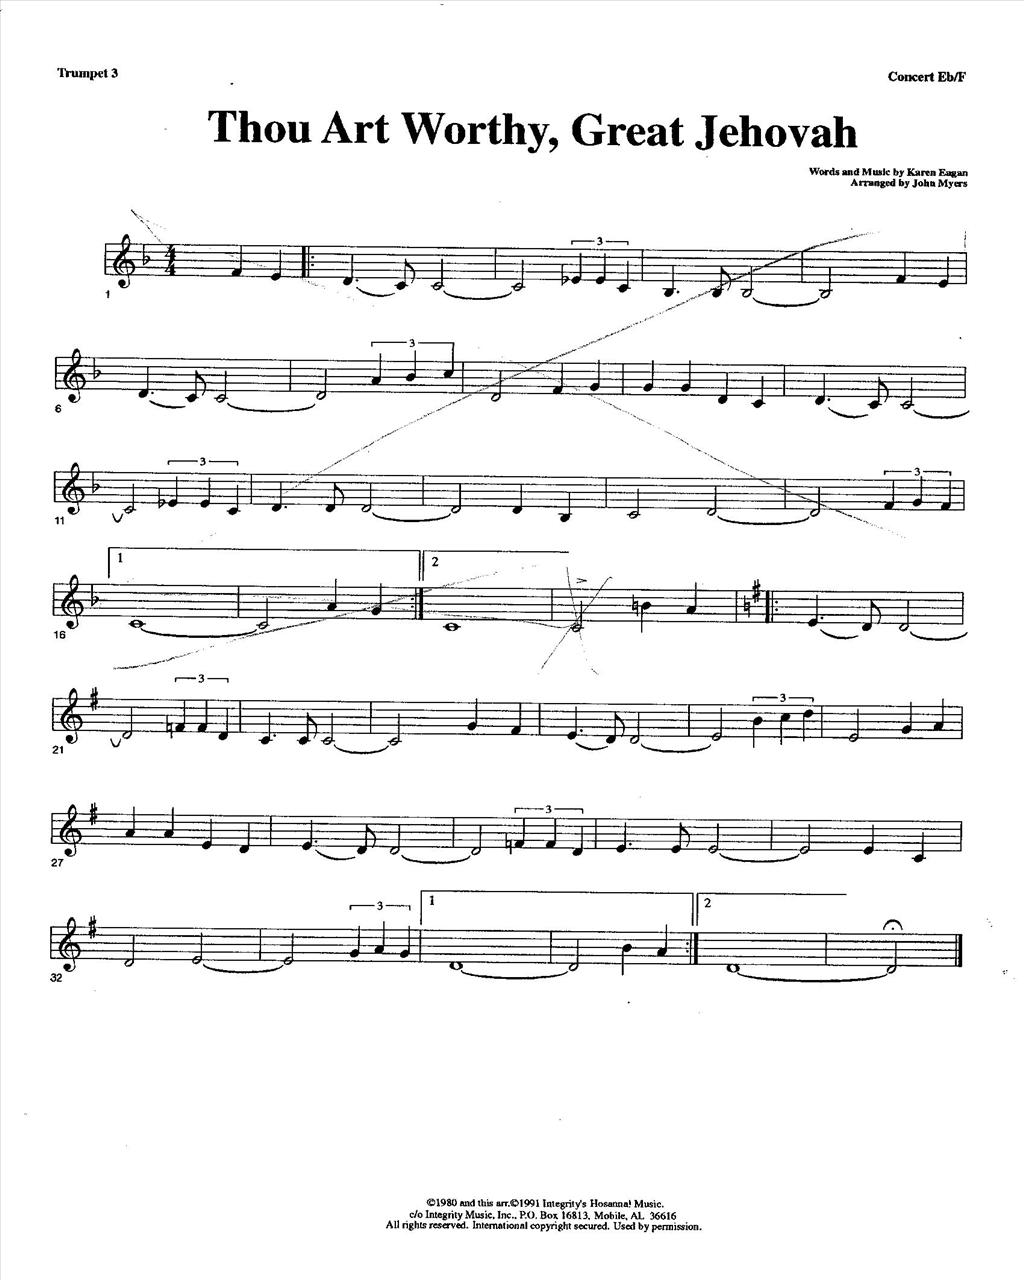 Trumpet 3
Concert Eb/F
Thou Art Worthy, Great Jehovah
Words and Music by Karen Eagan
Arranged by John Myers
4
4
3
1
3
6
3
3
11
1
2
16
3
3
21
3
27
3
1
2
32
©1980 and this arr.©1991 Integrity's Hosanna! Music.
c/o Integrity Music, Inc., P.O. Box 16813, Mobile, AL 36616
All rights reserved. International copyright secured. Used by permission.